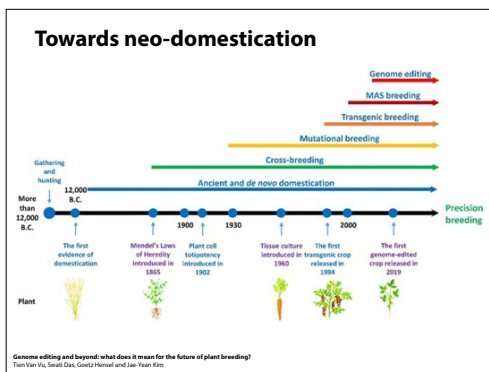 Towards neo-domestication
Genome editing
MAS breeding
Transgenic breeding
Mutational breeding
Cross-breeding
Ancient and de novo domestication
Gathering
and
hunting
12,000
B.C.
More
than
12,000
B.C.
1900
1930
2000
Precision
breeding
The first
evidence of
domestication
Mendel's Laws
of Heredity
introduced in
1865
Plant cell
totipotency
introduced in
1902
Tissue culture
introduced in
1960
The first
transgenic crop
released in
1994
The first
genome-edited
crop released in
2019
Plant
Genome editing and beyond: what does it mean for the future of plant breeding?
Tien Van Vu, Swati Das, Goetz Hensel and Jae-Yean Kim